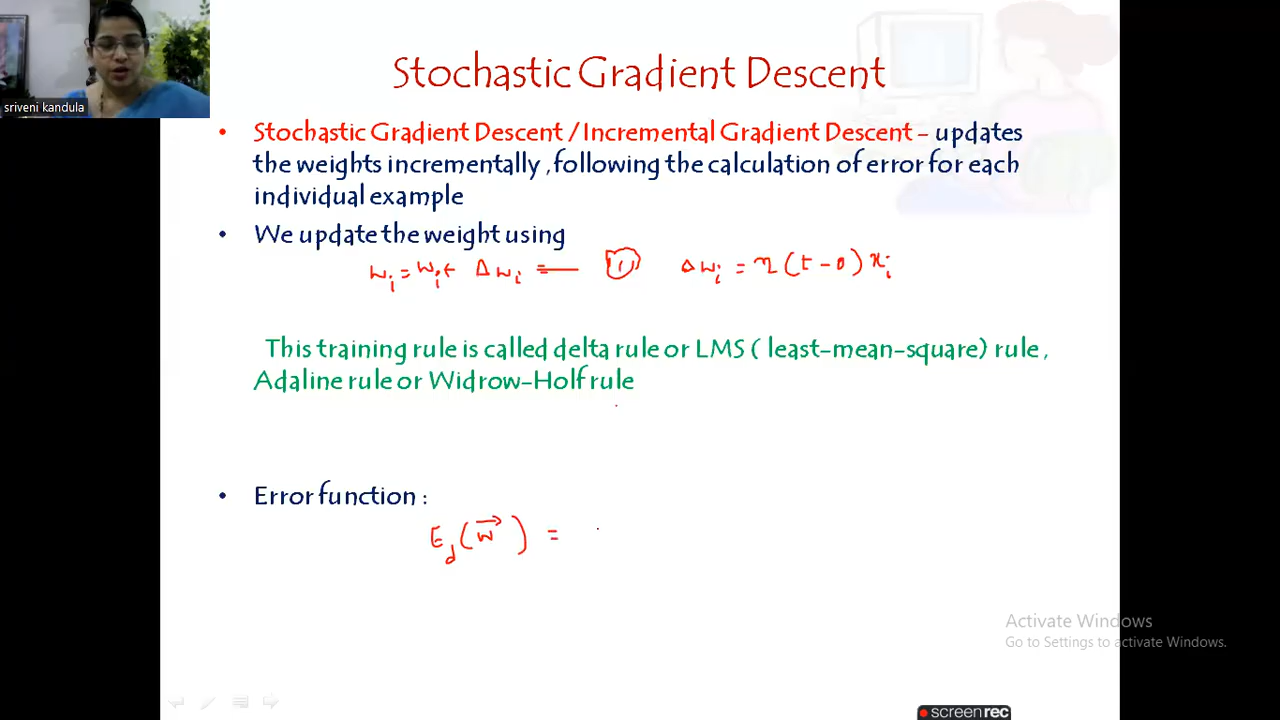 sriveni kandula
Stochastic Gradient Descent
• Stochastic Gradient Descent / Incremental Gradient Descent - updates
the weights incrementally ,following the calculation of error for each
individual example
• We update the weight using
wᵢ = wᵢ + Δwᵢ — (1) Δwᵢ = η (t - o) xᵢ
This training rule is called delta rule or LMS ( least-mean-square) rule ,
Adaline rule or Widrow-Holf rule
• Error function :
E_d(w⃗) =
Activate Windows
Go to Settings to activate Windows.
screenrec